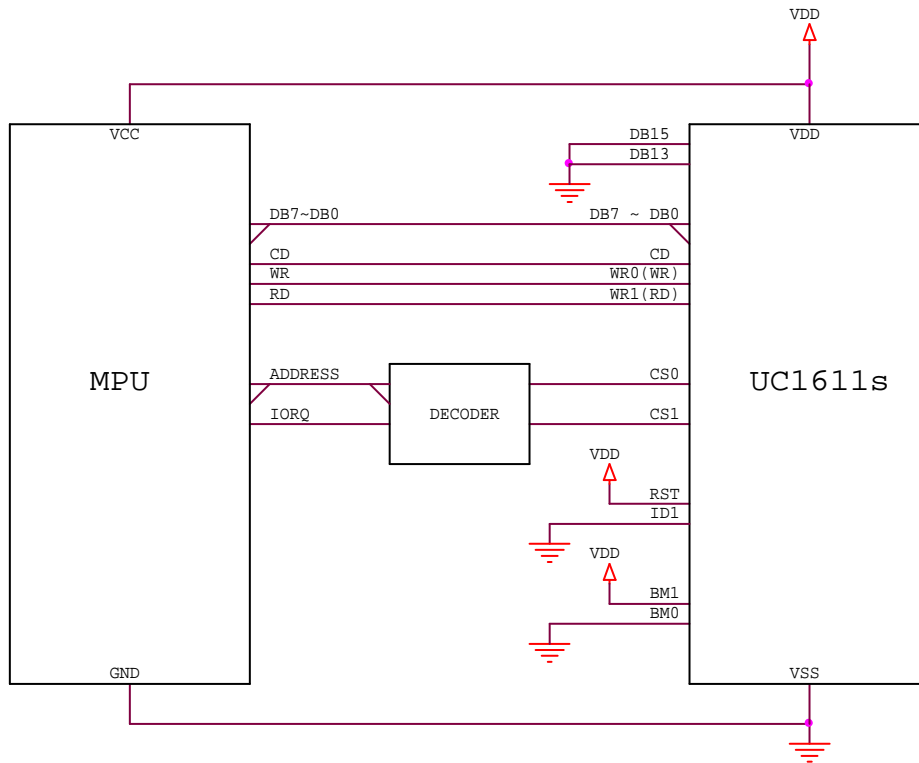 VDD
VCC
VDD
DB15
DB13
DB7~DB0
DB7 ~ DB0
CD
CD
WR
WR0(WR)
RD
WR1(RD)
MPU
ADDRESS
CS0
UC1611s
IORQ
DECODER
CS1
VDD
RST
ID1
VDD
BM1
BM0
GND
VSS